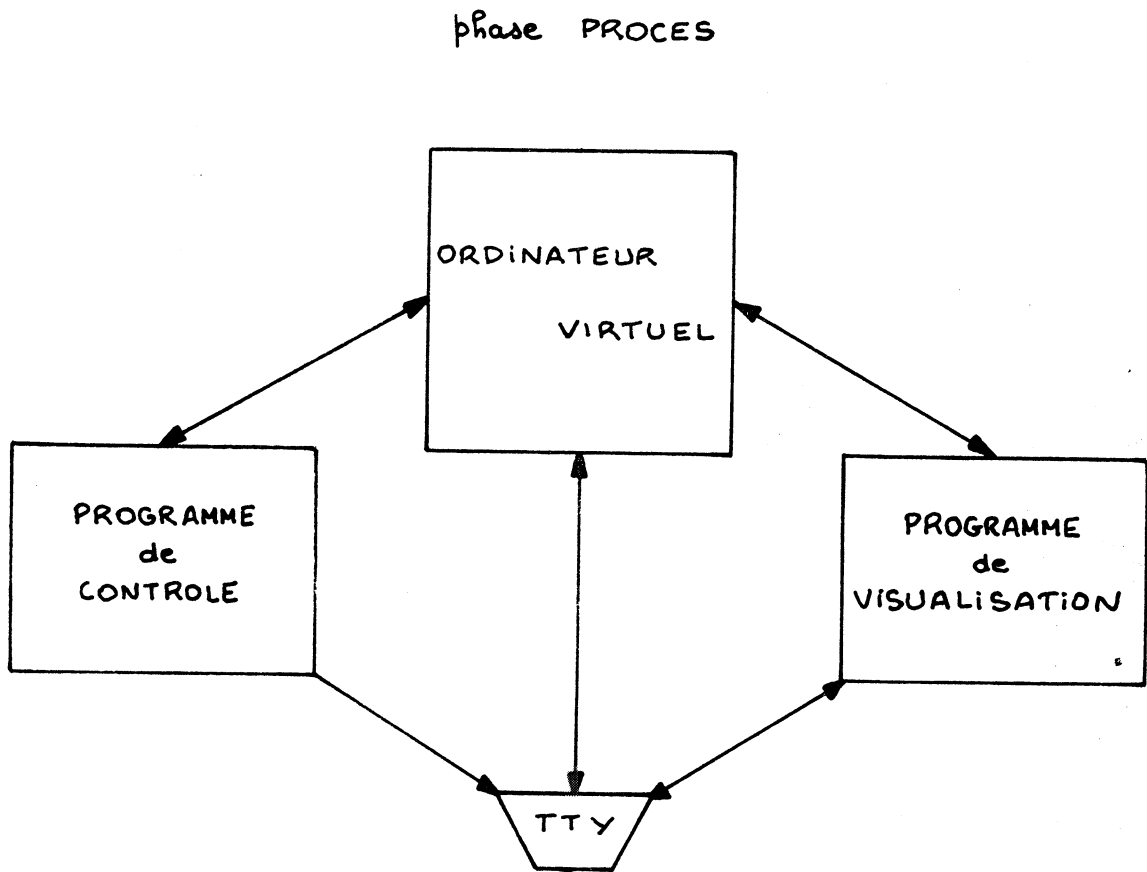 phase PROCES
ORDINATEUR
VIRTUEL
PROGRAMME
de
CONTROLE
PROGRAMME
de
VISUALISATION
TTY